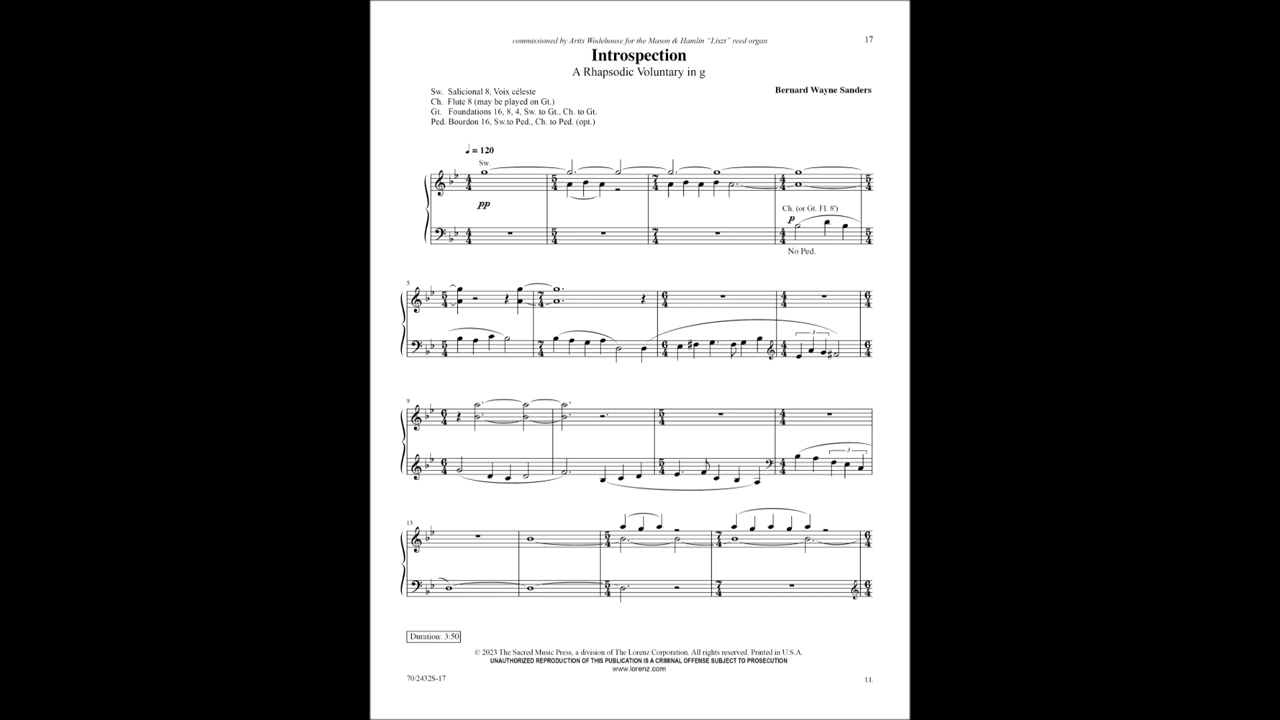 commissioned by Artis Wodehouse for the Mason & Hamlin "Liszt" reed organ
17
Introspection
A Rhapsodic Voluntary in g
Bernard Wayne Sanders
Sw. Salicional 8, Voix céleste
Ch. Flute 8 (may be played on Gt.)
Gt. Foundations 16, 8, 4, Sw. to Gt., Ch. to Gt.
Ped. Bourdon 16, Sw.to Ped., Ch. to Ped. (opt.)
= 120
Sw.
pp
Ch. (or Gt. Fl. 8')
p
No Ped.
5
3
9
3
13
Duration: 3:50
© 2023 The Sacred Music Press, a division of The Lorenz Corporation. All rights reserved. Printed in U.S.A.
UNAUTHORIZED REPRODUCTION OF THIS PUBLICATION IS A CRIMINAL OFFENSE SUBJECT TO PROSECUTION
www.lorenz.com
70/2432S-17